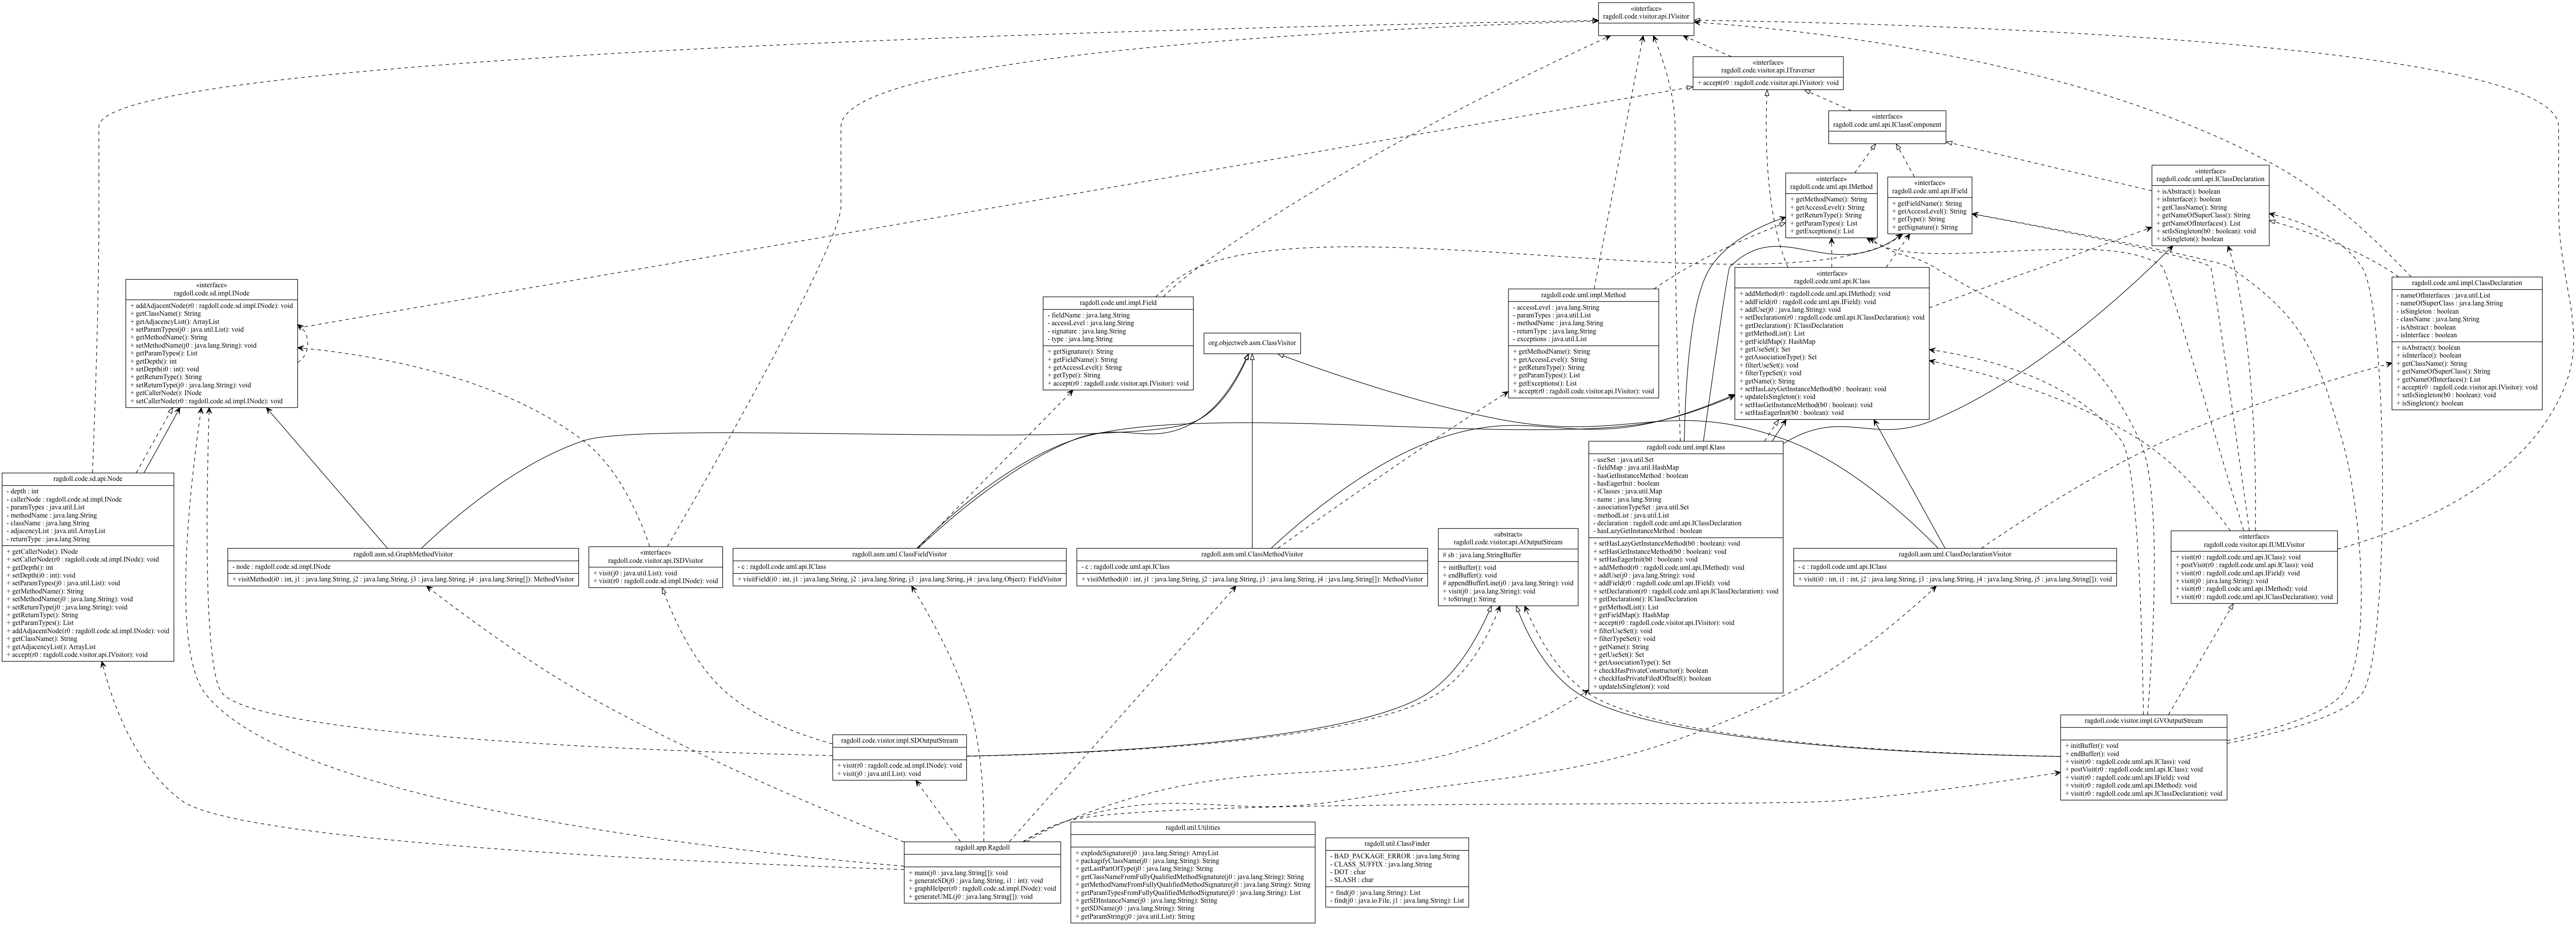 «interface»
ragdoll.code.visitor.api.IVisitor
«interface»
ragdoll.code.visitor.api.ITraverser
+ accept(r0 : ragdoll.code.visitor.api.IVisitor): void
«interface»
ragdoll.code.uml.api.IClassComponent
«interface»
ragdoll.code.uml.api.IMethod
+ getMethodName(): String
+ getAccessLevel(): String
+ getReturnType(): String
+ getParamTypes(): List
+ getExceptions(): List
«interface»
ragdoll.code.uml.api.IField
+ getFieldName(): String
+ getAccessLevel(): String
+ getType(): String
+ getSignature(): String
«interface»
ragdoll.code.uml.api.IClassDeclaration
+ isAbstract(): boolean
+ isInterface(): boolean
+ getClassName(): String
+ getNameOfSuperClass(): String
+ getNameOfInterfaces(): List
+ setIsSingleton(b0 : boolean): void
+ isSingleton(): boolean
«interface»
ragdoll.code.sd.impl.INode
+ addAdjacentNode(r0 : ragdoll.code.sd.impl.INode): void
+ getClassName(): String
+ getAdjacencyList(): ArrayList
+ setParamTypes(j0 : java.util.List): void
+ getMethodName(): String
+ setMethodName(j0 : java.lang.String): void
+ getParamTypes(): List
+ getDepth(): int
+ setDepth(i0 : int): void
+ getReturnType(): String
+ setReturnType(j0 : java.lang.String): void
+ getCallerNode(): INode
+ setCallerNode(r0 : ragdoll.code.sd.impl.INode): void
ragdoll.code.uml.impl.Field
- fieldName : java.lang.String
- accessLevel : java.lang.String
- signature : java.lang.String
- type : java.lang.String
+ getSignature(): String
+ getFieldName(): String
+ getAccessLevel(): String
+ getType(): String
+ accept(r0 : ragdoll.code.visitor.api.IVisitor): void
org.objectweb.asm.ClassVisitor
ragdoll.code.uml.impl.Method
- accessLevel : java.lang.String
- paramTypes : java.util.List
- methodName : java.lang.String
- returnType : java.lang.String
- exceptions : java.util.List
+ getMethodName(): String
+ getAccessLevel(): String
+ getReturnType(): String
+ getParamTypes(): List
+ getExceptions(): List
+ accept(r0 : ragdoll.code.visitor.api.IVisitor): void
«interface»
ragdoll.code.uml.api.IClass
+ addMethod(r0 : ragdoll.code.uml.api.IMethod): void
+ addField(r0 : ragdoll.code.uml.api.IField): void
+ addUse(j0 : java.lang.String): void
+ setDeclaration(r0 : ragdoll.code.uml.api.IClassDeclaration): void
+ getDeclaration(): IClassDeclaration
+ getMethodList(): List
+ getFieldMap(): HashMap
+ getUseSet(): Set
+ getAssociationType(): Set
+ filterUseSet(): void
+ filterTypeSet(): void
+ getName(): String
+ setHasLazyGetInstanceMethod(b0 : boolean): void
+ updateIsSingleton(): void
+ setHasGetInstanceMethod(b0 : boolean): void
+ setHasEagerInit(b0 : boolean): void
ragdoll.code.uml.impl.ClassDeclaration
- nameOfInterfaces : java.util.List
- nameOfSuperClass : java.lang.String
- isSingleton : boolean
- className : java.lang.String
- isAbstract : boolean
- isInterface : boolean
+ isAbstract(): boolean
+ isInterface(): boolean
+ getClassName(): String
+ getNameOfSuperClass(): String
+ getNameOfInterfaces(): List
+ accept(r0 : ragdoll.code.visitor.api.IVisitor): void
+ setIsSingleton(b0 : boolean): void
+ isSingleton(): boolean
ragdoll.code.sd.api.Node
- depth : int
- callerNode : ragdoll.code.sd.impl.INode
- paramTypes : java.util.List
- methodName : java.lang.String
- className : java.lang.String
- adjacencyList : java.util.ArrayList
- returnType : java.lang.String
+ getCallerNode(): INode
+ setCallerNode(r0 : ragdoll.code.sd.impl.INode): void
+ getDepth(): int
+ setDepth(i0 : int): void
+ setParamTypes(j0 : java.util.List): void
+ getMethodName(): String
+ setMethodName(j0 : java.lang.String): void
+ setReturnType(j0 : java.lang.String): void
+ getReturnType(): String
+ getParamTypes(): List
+ addAdjacentNode(r0 : ragdoll.code.sd.impl.INode): void
+ getClassName(): String
+ getAdjacencyList(): ArrayList
+ accept(r0 : ragdoll.code.visitor.api.IVisitor): void
ragdoll.asm.sd.GraphMethodVisitor
- node : ragdoll.code.sd.impl.INode
+ visitMethod(i0 : int, j1 : java.lang.String, j2 : java.lang.String, j3 : java.lang.String, j4 : java.lang.String[]): MethodVisitor
«interface»
ragdoll.code.visitor.api.ISDVisitor
+ visit(j0 : java.util.List): void
+ visit(r0 : ragdoll.code.sd.impl.INode): void
ragdoll.asm.uml.ClassFieldVisitor
- c : ragdoll.code.uml.api.IClass
+ visitField(i0 : int, j1 : java.lang.String, j2 : java.lang.String, j3 : java.lang.String, j4 : java.lang.Object): FieldVisitor
ragdoll.asm.uml.ClassMethodVisitor
- c : ragdoll.code.uml.api.IClass
+ visitMethod(i0 : int, j1 : java.lang.String, j2 : java.lang.String, j3 : java.lang.String, j4 : java.lang.String[]): MethodVisitor
«abstract»
ragdoll.code.visitor.api.AOutputStream
# sb : java.lang.StringBuffer
+ initBuffer(): void
+ endBuffer(): void
# appendBufferLine(j0 : java.lang.String): void
+ visit(j0 : java.lang.String): void
+ toString(): String
ragdoll.code.uml.impl.Klass
- useSet : java.util.Set
- fieldMap : java.util.HashMap
- hasGetInstanceMethod : boolean
- hasEagerInit : boolean
- iClasses : java.util.Map
- name : java.lang.String
- associationTypeSet : java.util.Set
- methodList : java.util.List
- declaration : ragdoll.code.uml.api.IClassDeclaration
- hasLazyGetInstanceMethod : boolean
+ setHasLazyGetInstanceMethod(b0 : boolean): void
+ setHasGetInstanceMethod(b0 : boolean): void
+ setHasEagerInit(b0 : boolean): void
+ addMethod(r0 : ragdoll.code.uml.api.IMethod): void
+ addUse(j0 : java.lang.String): void
+ addField(r0 : ragdoll.code.uml.api.IField): void
+ setDeclaration(r0 : ragdoll.code.uml.api.IClassDeclaration): void
+ getDeclaration(): IClassDeclaration
+ getMethodList(): List
+ getFieldMap(): HashMap
+ accept(r0 : ragdoll.code.visitor.api.IVisitor): void
+ filterUseSet(): void
+ filterTypeSet(): void
+ getName(): String
+ getUseSet(): Set
+ getAssociationType(): Set
+ checkHasPrivateConstructor(): boolean
+ checkHasPrivateFiledOfItself(): boolean
+ updateIsSingleton(): void
ragdoll.asm.uml.ClassDeclarationVisitor
- c : ragdoll.code.uml.api.IClass
+ visit(i0 : int, i1 : int, j2 : java.lang.String, j3 : java.lang.String, j4 : java.lang.String, j5 : java.lang.String[]): void
«interface»
ragdoll.code.visitor.api.IUMLVisitor
+ visit(r0 : ragdoll.code.uml.api.IClass): void
+ postVisit(r0 : ragdoll.code.uml.api.IClass): void
+ visit(r0 : ragdoll.code.uml.api.IField): void
+ visit(j0 : java.lang.String): void
+ visit(r0 : ragdoll.code.uml.api.IMethod): void
+ visit(r0 : ragdoll.code.uml.api.IClassDeclaration): void
ragdoll.code.visitor.impl.SDOutputStream
+ visit(r0 : ragdoll.code.sd.impl.INode): void
+ visit(j0 : java.util.List): void
ragdoll.code.visitor.impl.GVOutputStream
+ initBuffer(): void
+ endBuffer(): void
+ visit(r0 : ragdoll.code.uml.api.IClass): void
+ postVisit(r0 : ragdoll.code.uml.api.IClass): void
+ visit(r0 : ragdoll.code.uml.api.IField): void
+ visit(r0 : ragdoll.code.uml.api.IMethod): void
+ visit(r0 : ragdoll.code.uml.api.IClassDeclaration): void
ragdoll.app.Ragdoll
+ main(j0 : java.lang.String[]): void
+ generateSD(j0 : java.lang.String, i1 : int): void
+ graphHelper(r0 : ragdoll.code.sd.impl.INode): void
+ generateUML(j0 : java.lang.String[]): void
ragdoll.util.Utilities
+ explodeSignature(j0 : java.lang.String): ArrayList
+ packagifyClassName(j0 : java.lang.String): String
+ getLastPartOfType(j0 : java.lang.String): String
+ getClassNameFromFullyQualifiedMethodSignature(j0 : java.lang.String): String
+ getMethodNameFromFullyQualifiedMethodSignature(j0 : java.lang.String): String
+ getParamTypesFromFullyQualifiedMethodSignature(j0 : java.lang.String): List
+ getSDInstanceName(j0 : java.lang.String): String
+ getSDName(j0 : java.lang.String): String
+ getParamString(j0 : java.util.List): String
ragdoll.util.ClassFinder
- BAD_PACKAGE_ERROR : java.lang.String
- CLASS_SUFFIX : java.lang.String
- DOT : char
- SLASH : char
+ find(j0 : java.lang.String): List
- find(j0 : java.io.File, j1 : java.lang.String): List